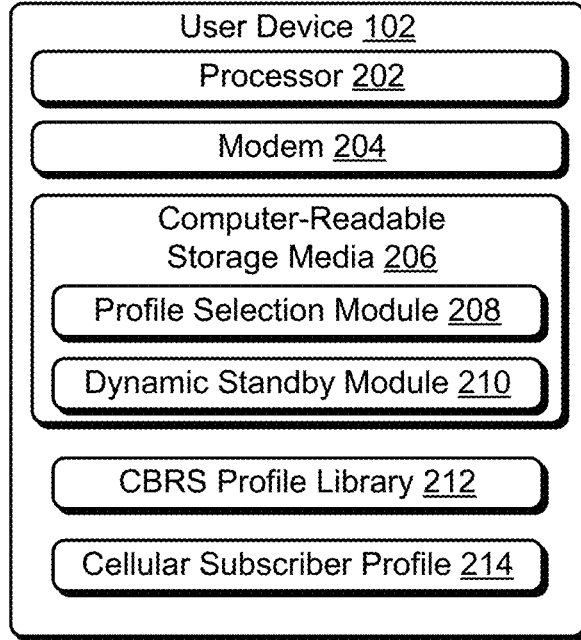 User Device 102
Processor 202
Modem 204
Computer-Readable
Storage Media 206
Profile Selection Module 208
Dynamic Standby Module 210
CBRS Profile Library 212
Cellular Subscriber Profile 214